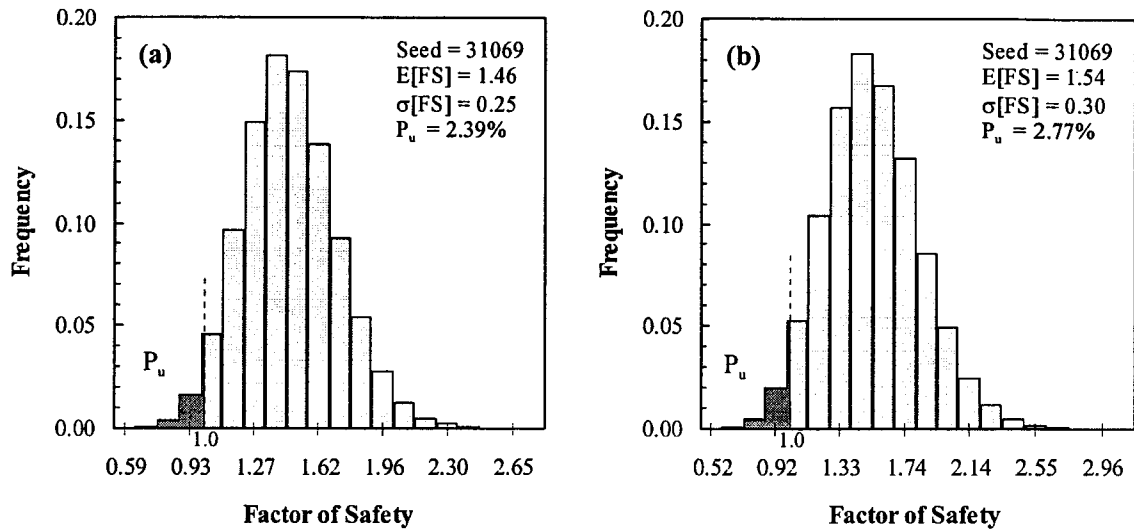 (a)
Seed = 31069
E[FS] = 1.46
σ[FS] = 0.25
Pu = 2.39%
Frequency
0.20
0.15
0.10
0.05
0.00
Pu
1.0
0.59 0.93 1.27 1.62 1.96 2.30 2.65
Factor of Safety
(b)
Seed = 31069
E[FS] = 1.54
σ[FS] = 0.30
Pu = 2.77%
Frequency
0.20
0.15
0.10
0.05
0.00
Pu
1.0
0.52 0.92 1.33 1.74 2.14 2.55 2.96
Factor of Safety